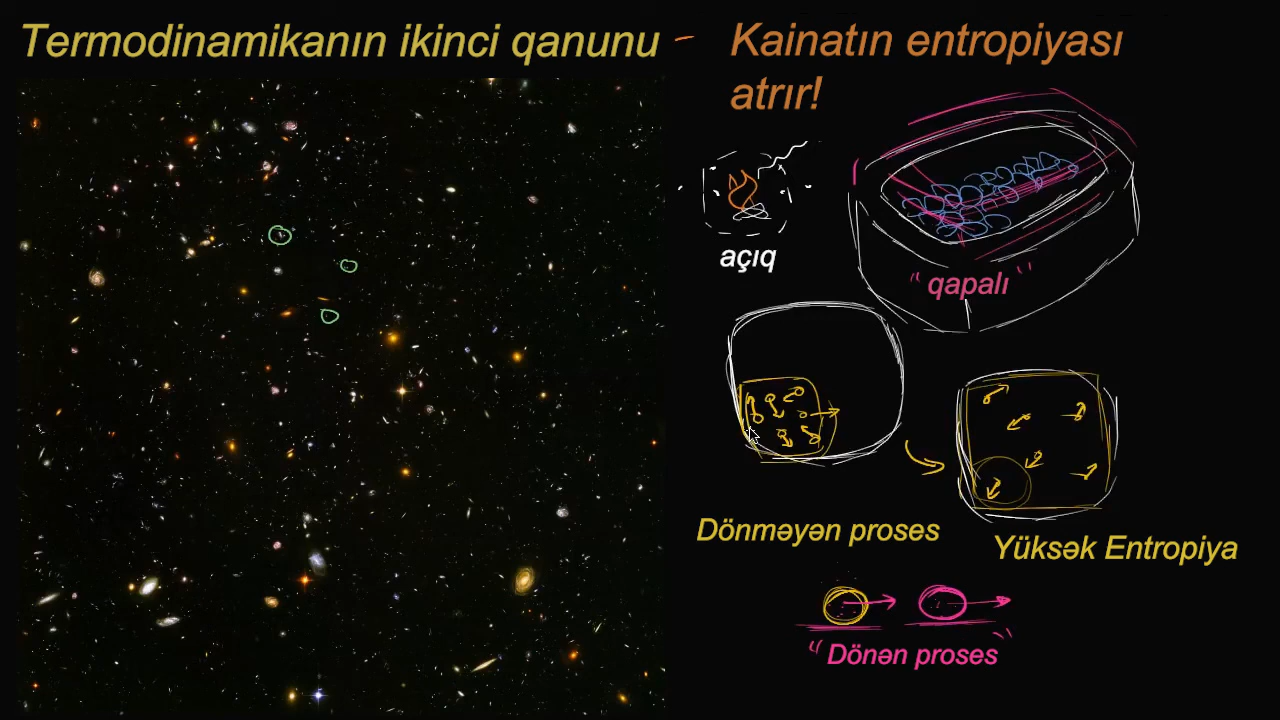 Termodinamikanın ikinci qanunu - Kainatın entropiyası
atrır!
açıq
"qapalı"
Dönməyən proses
Yüksək Entropiya
"Dönən proses"